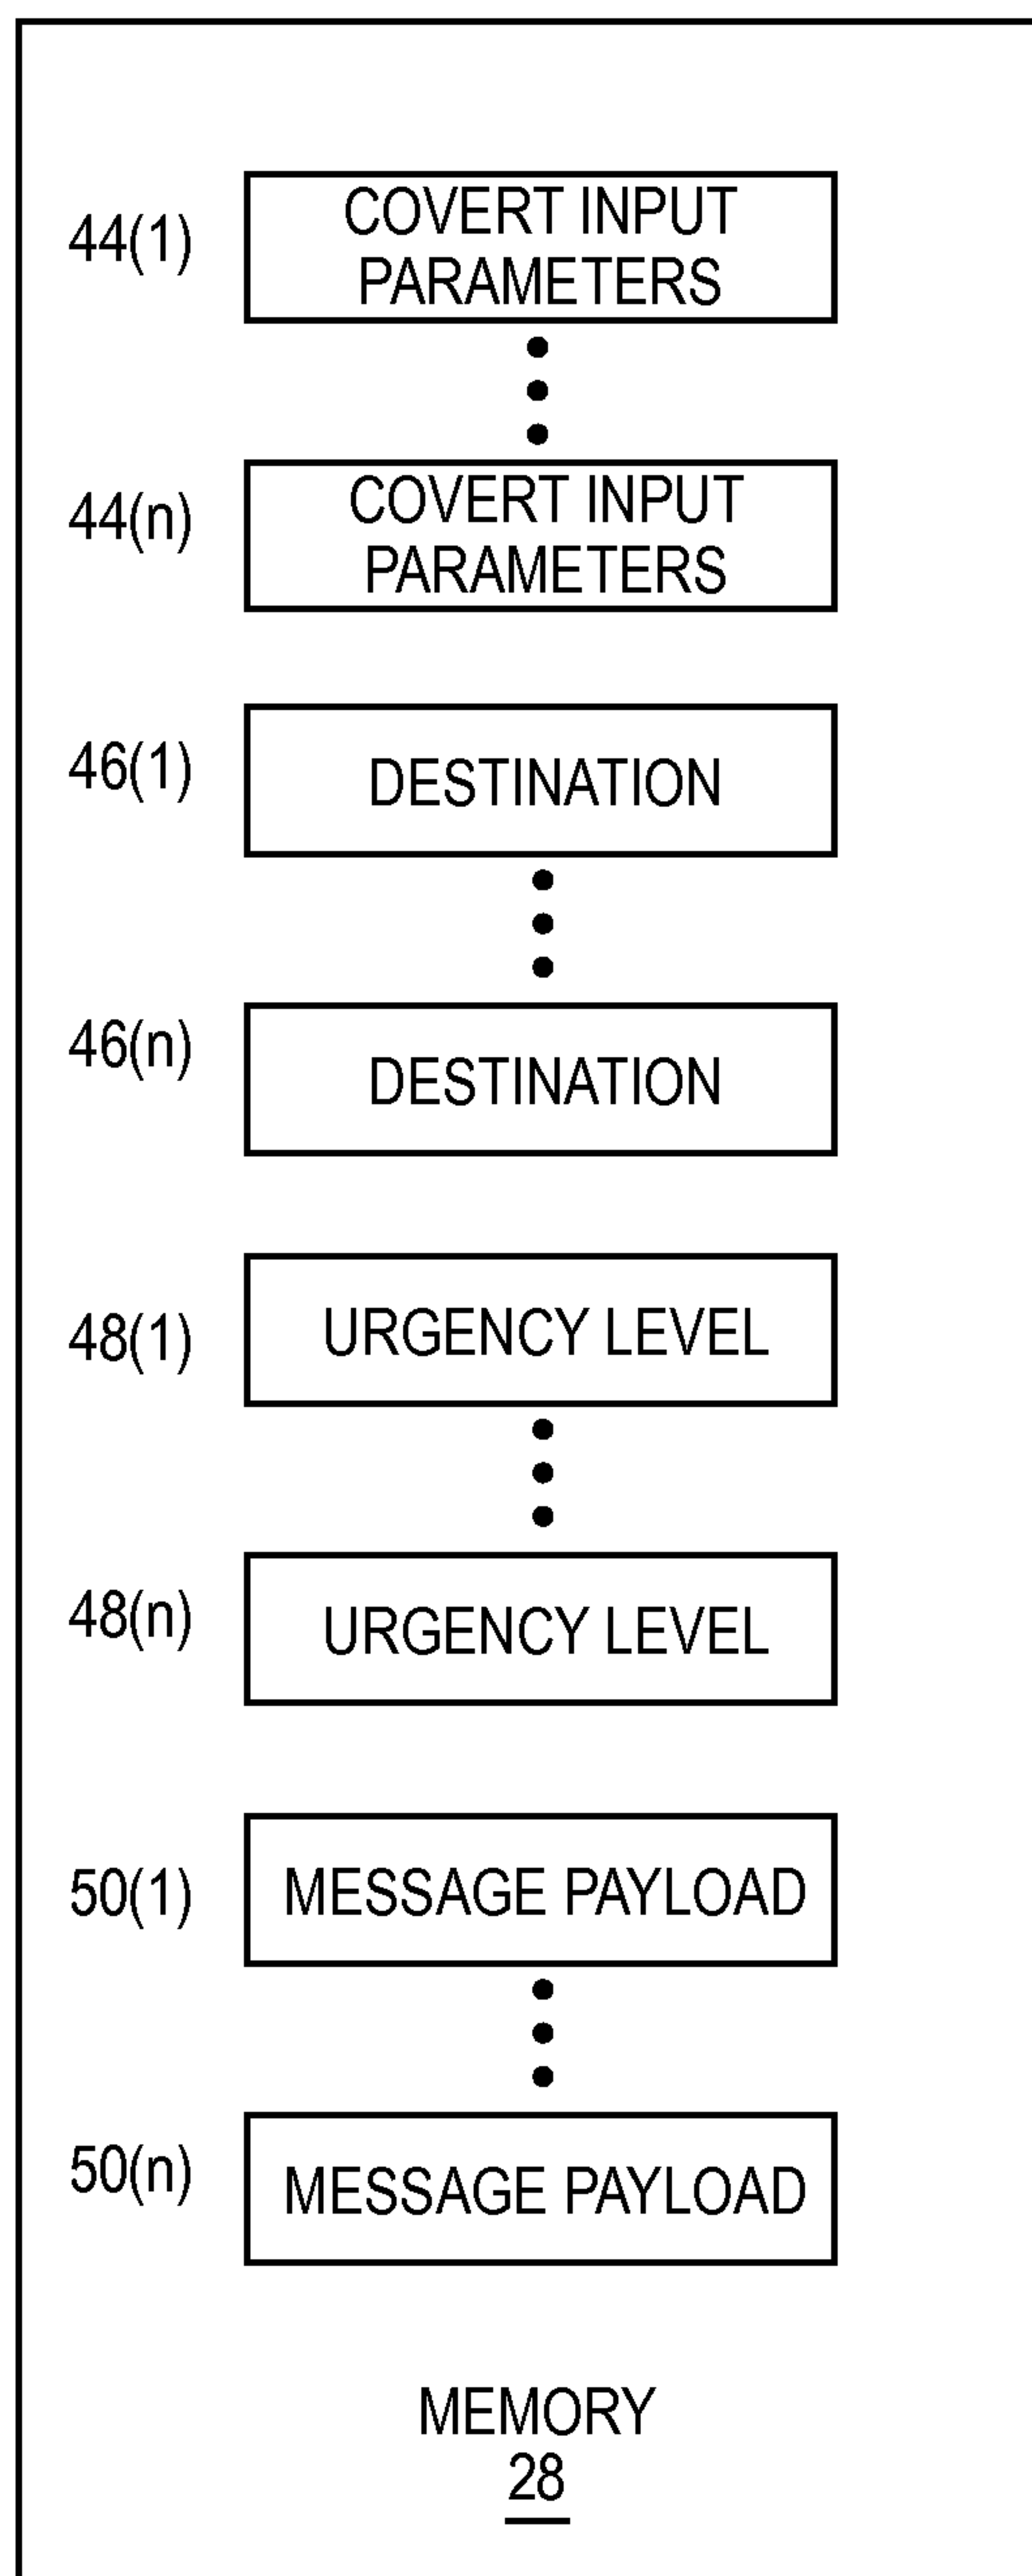 44(1)
COVERT INPUT
PARAMETERS
44(n)
COVERT INPUT
PARAMETERS
46(1)
DESTINATION
46(n)
DESTINATION
48(1)
URGENCY LEVEL
48(n)
URGENCY LEVEL
50(1)
MESSAGE PAYLOAD
50(n)
MESSAGE PAYLOAD
MEMORY
28